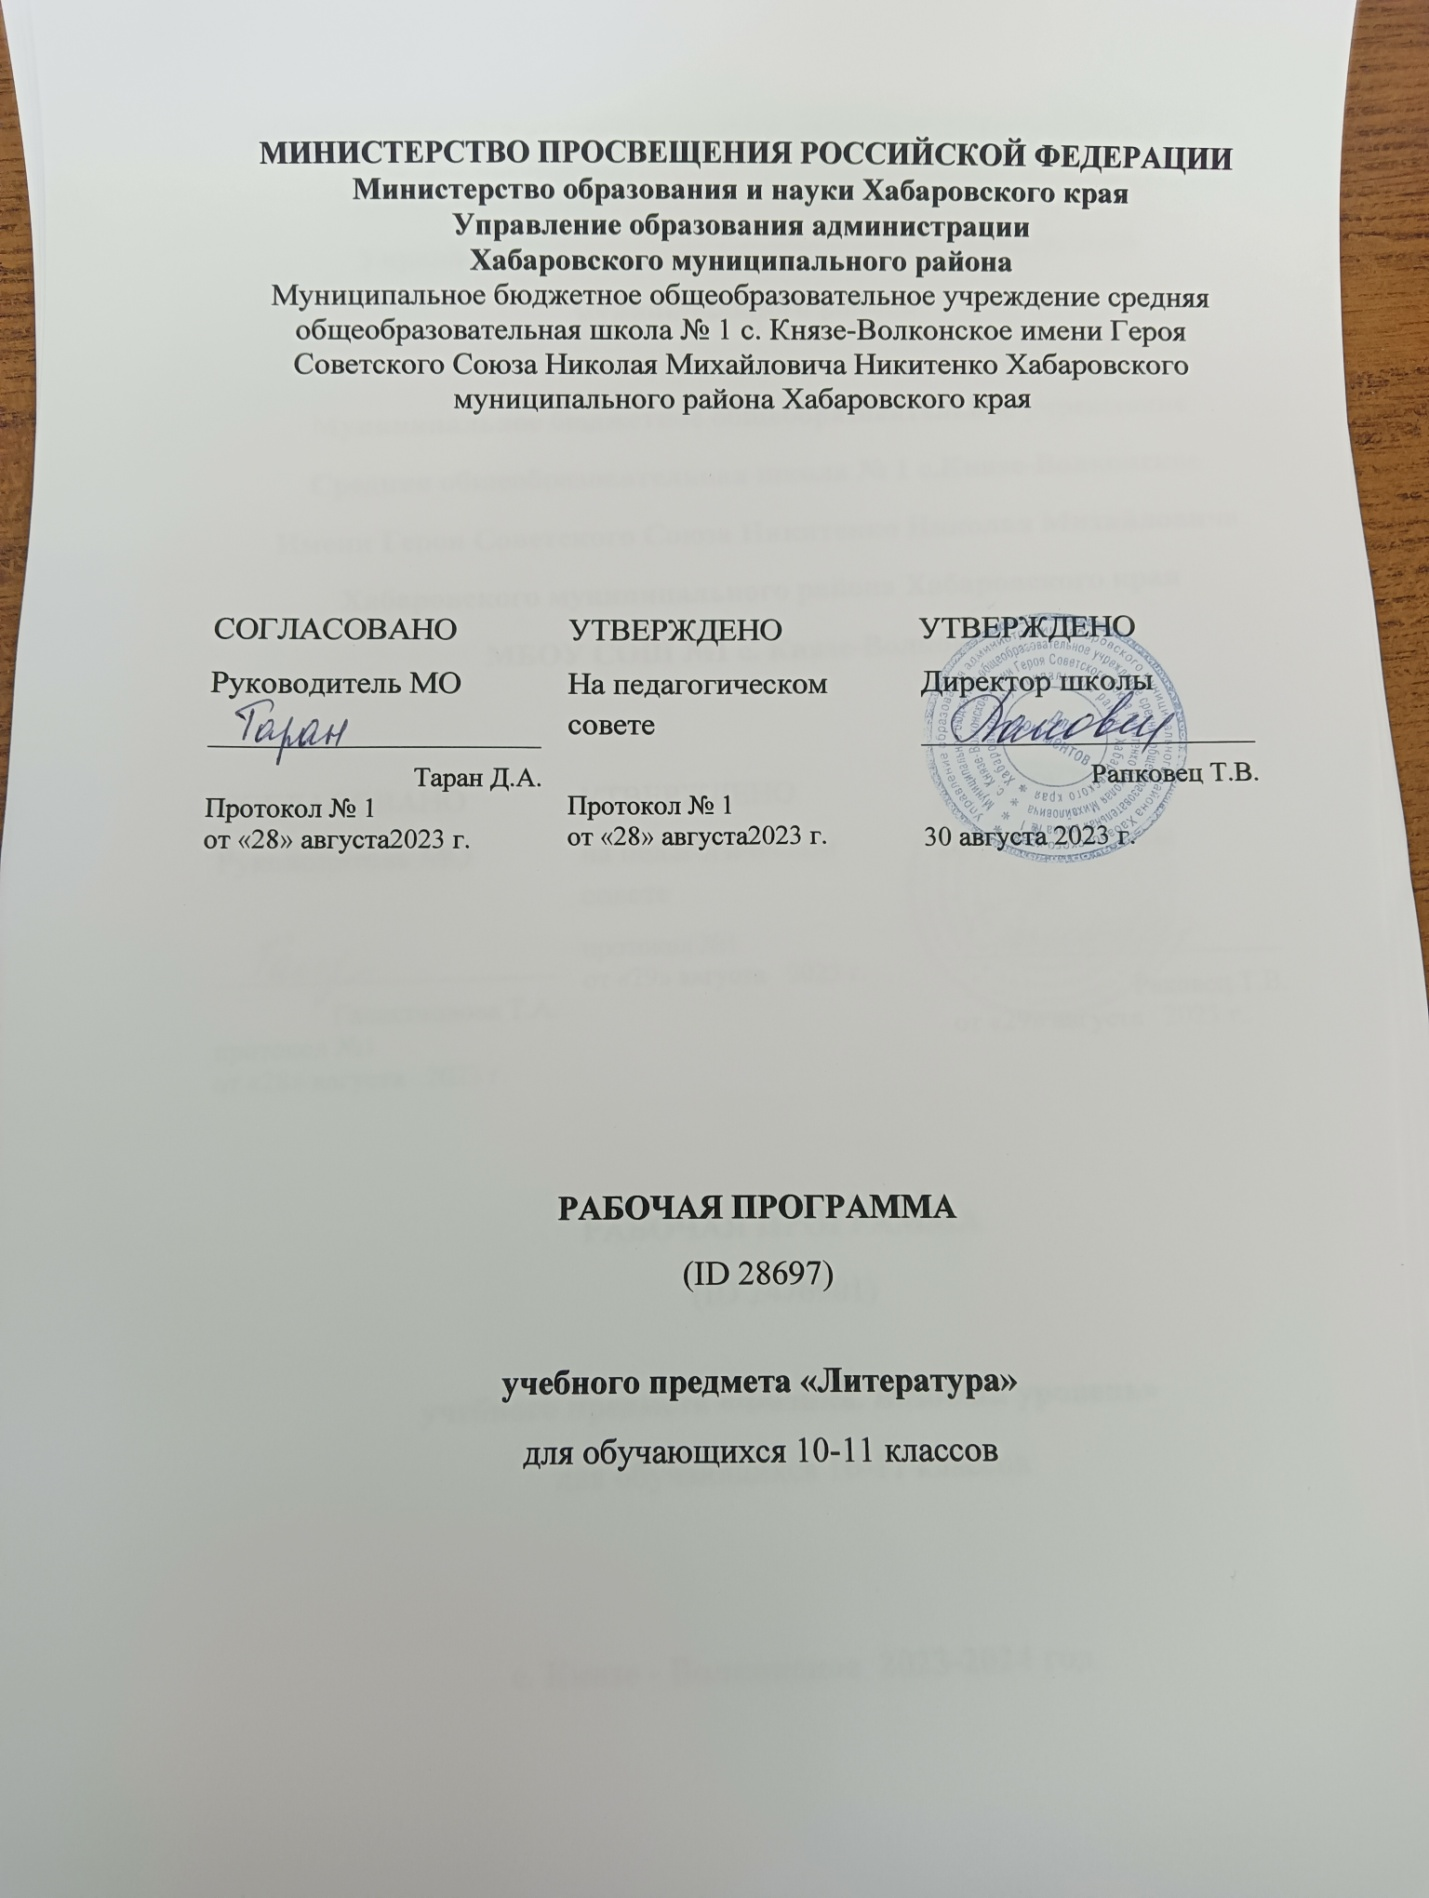 МИНИСТЕРСТВО ПРОСВЕЩЕНИЯ РОССИЙСКОЙ ФЕДЕРАЦИИ
Министерство образования и науки Хабаровского края
Управление образования администрации
Хабаровского муниципального района
Муниципальное бюджетное общеобразовательное учреждение средняя
общеобразовательная школа № 1 с. Князе-Волконское имени Героя
Советского Союза Николая Михайловича Никитенко Хабаровского
муниципального района Хабаровского края
СОГЛАСОВАНО
Руководитель МО
Таран
Таран Д.А.
Протокол № 1
от «28» августа2023 г.
УТВЕРЖДЕНО
На педагогическом
совете
Протокол № 1
от «28» августа2023 г.
УТВЕРЖДЕНО
Директор школы
Рапковец Т.В.
30 августа 2023 г.
РАБОЧАЯ ПРОГРАММА
(ID 28697)
учебного предмета «Литература»
для обучающихся 10-11 классов